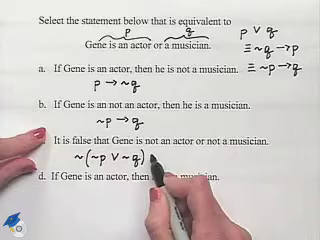 Select the statement below that is equivalent to
p q p ∨ q
Gene is an actor or a musician. ≡ ~q → p
a. If Gene is an actor, then he is not a musician. ≡ ~p → q
p → ~q
b. If Gene is an not an actor, then he is a musician.
~p → q
It is false that Gene is not an actor or not a musician.
~(~p ∨ ~q)
d. If Gene is an actor, then musician.